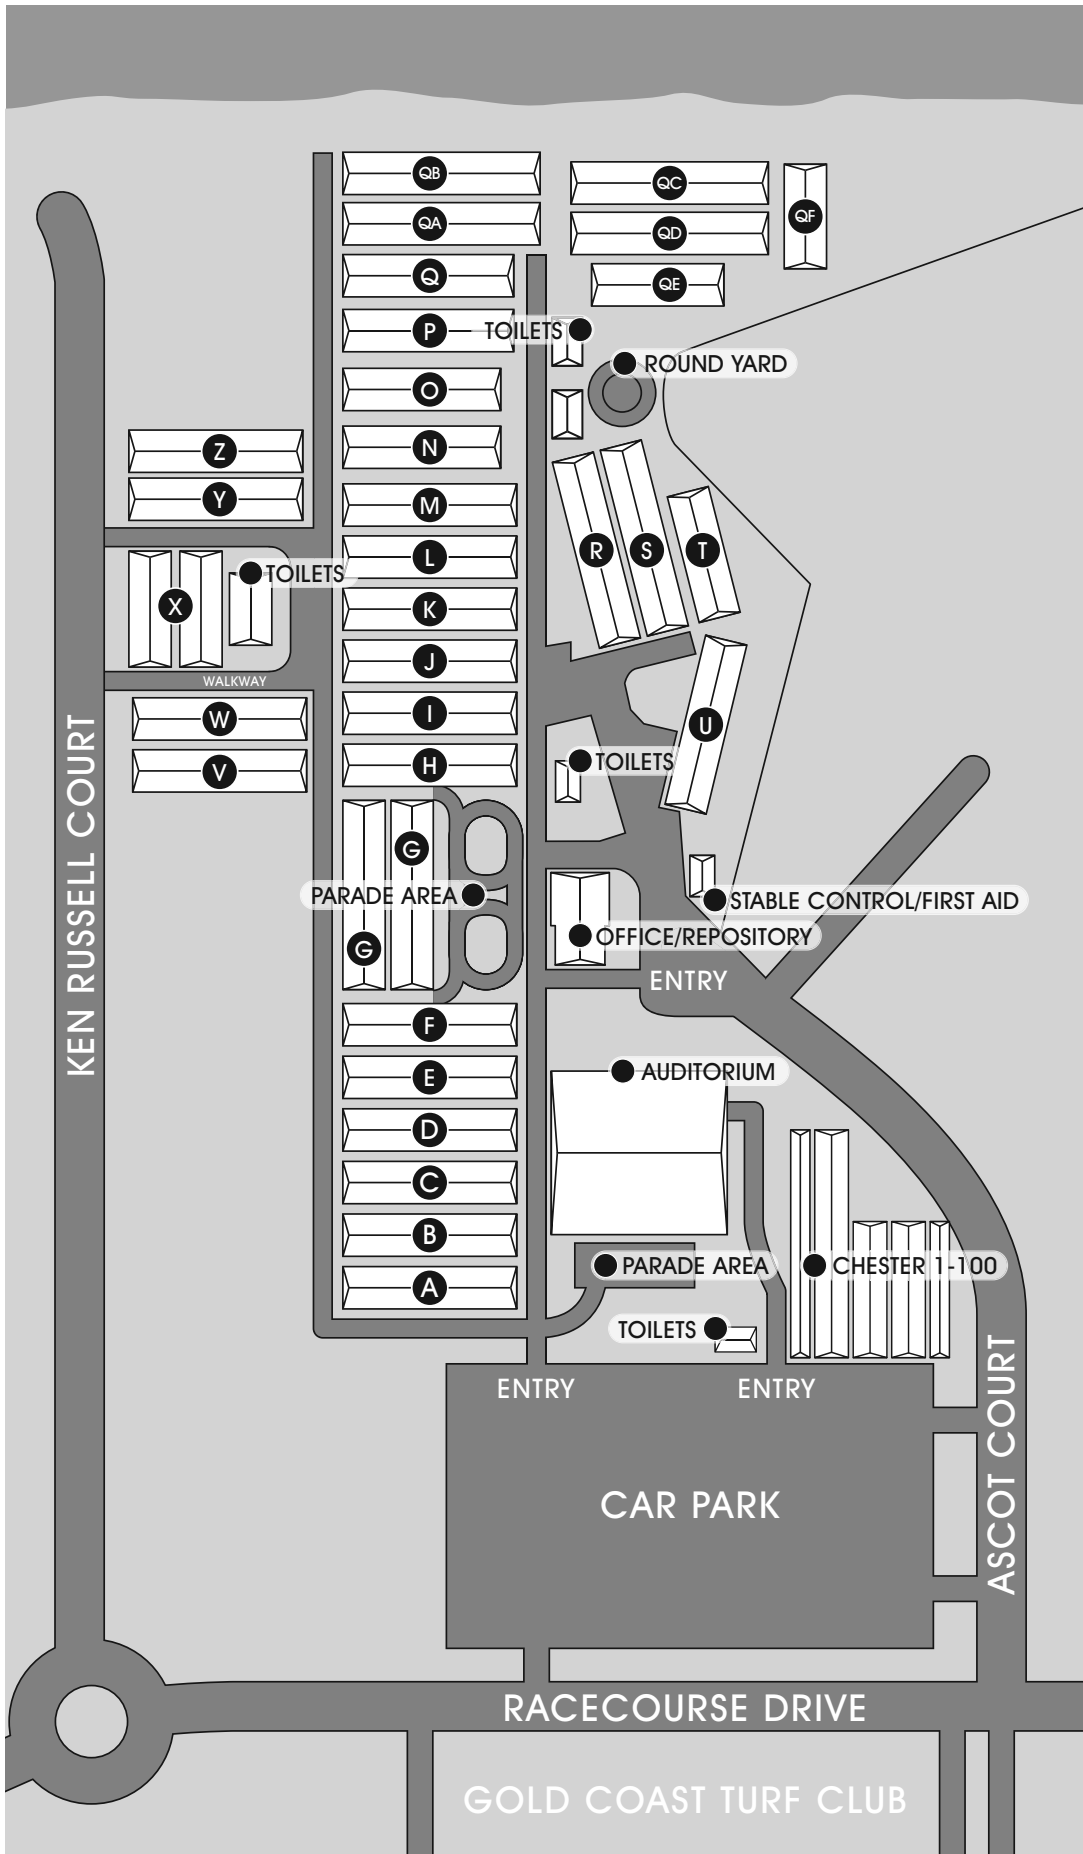 QB
QC
QF
QA
QD
Q
QE
P
TOILETS
ROUND YARD
O
N
Z
Y
M
L
R
S
T
TOILETS
X
K
J
WALKWAY
I
W
U
H
TOILETS
V
G
PARADE AREA
STABLE CONTROL/FIRST AID
G
OFFICE/REPOSITORY
ENTRY
KEN RUSSELL COURT
F
E
AUDITORIUM
D
C
B
A
PARADE AREA
CHESTER 1-100
TOILETS
ENTRY
ENTRY
CAR PARK
ASCOT COURT
RACECOURSE DRIVE
GOLD COAST TURF CLUB